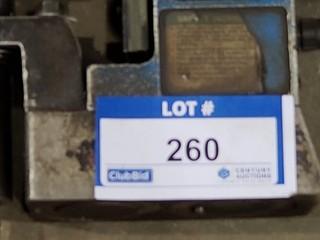 LOT #
260
ClubBid
CENTURY
AUCTIONS